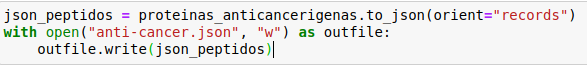 json_peptidos = proteinas_anticancerigenas.to_json(orient="records")
with open("anti-cancer.json", "w") as outfile:
    outfile.write(json_peptidos)